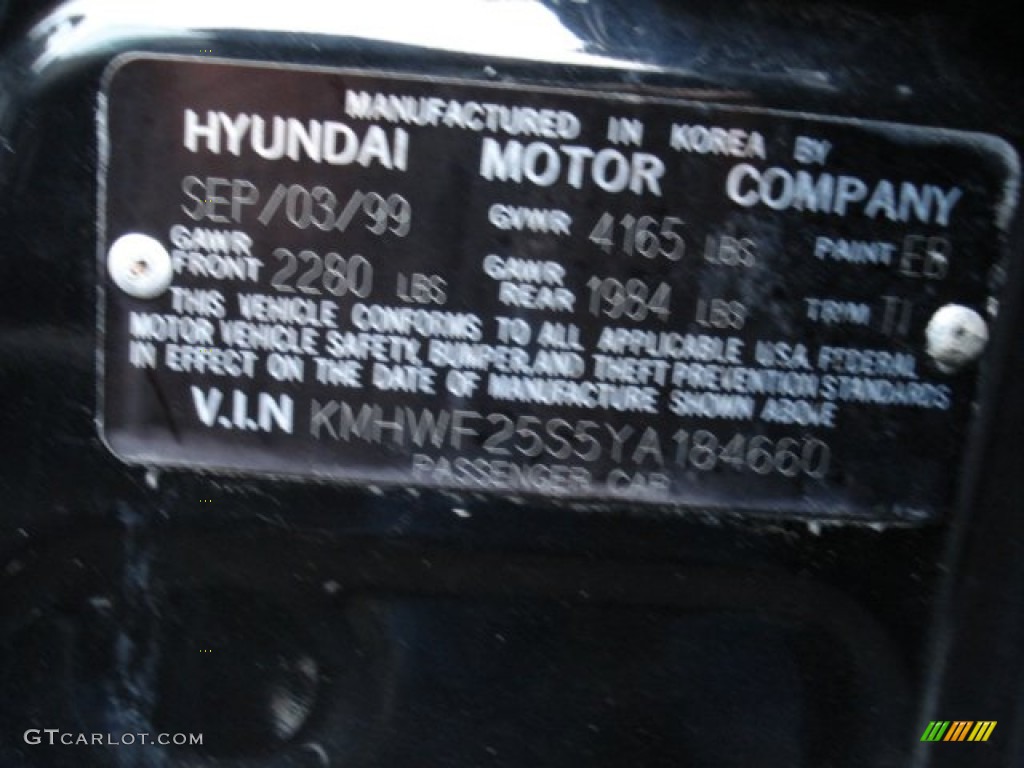 MANUFACTURED IN KOREA BY
HYUNDAI MOTOR COMPANY
SEP/03/99 GVWR 4165 LBS PAINT EB
GAWR FRONT 2280 LBS GAWR REAR 1984 LBS TRIM TI
THIS VEHICLE CONFORMS TO ALL APPLICABLE U.S.A. FEDERAL
MOTOR VEHICLE SAFETY, BUMPER, AND THEFT PREVENTION STANDARDS
IN EFFECT ON THE DATE OF MANUFACTURE SHOWN ABOVE
V.I.N KMHWF25S5YA184660
PASSENGER CAR
GTCARLOT.COM